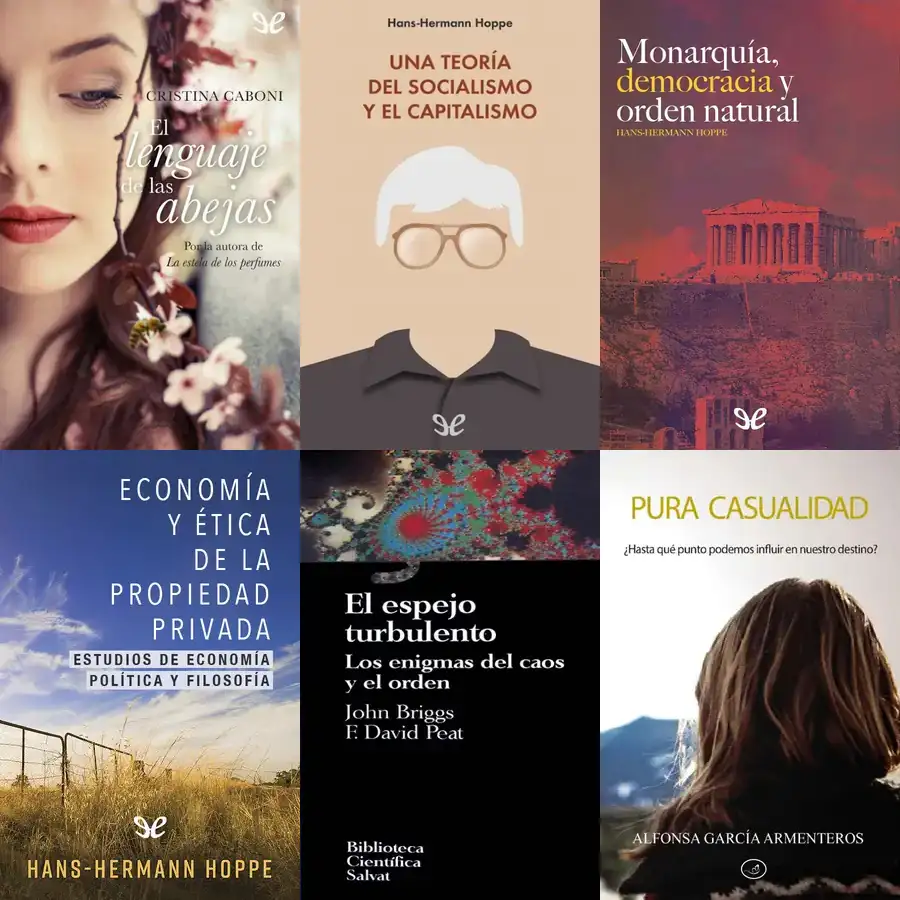 CRISTINA CABONI
El
lenguaje
de las
abejas
Por la autora de
La estela de los perfumes
Hans-Hermann Hoppe
UNA TEORÍA
DEL SOCIALISMO
Y EL CAPITALISMO
Monarquía,
democracia y
orden natural
HANS-HERMANN HOPPE
ECONOMÍA
Y ÉTICA
DE LA
PROPIEDAD
PRIVADA
ESTUDIOS DE ECONOMÍA
POLÍTICA Y FILOSOFÍA
HANS-HERMANN HOPPE
El espejo
turbulento
Los enigmas del caos
y el orden
John Briggs
F. David Peat
Biblioteca
Científica
Salvat
PURA CASUALIDAD
¿Hasta qué punto podemos influir en nuestro destino?
ALFONSA GARCÍA ARMENTEROS